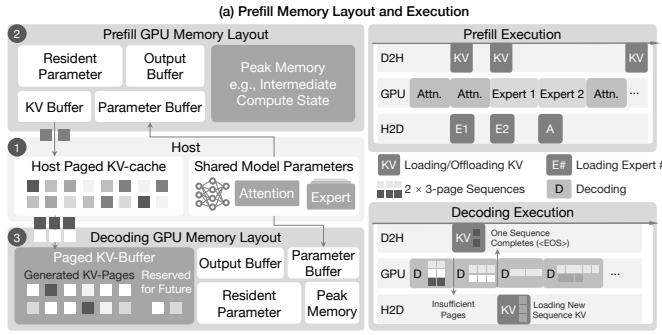 (a) Prefill Memory Layout and Execution
2 Prefill GPU Memory Layout
Resident
Parameter
Output
Buffer
Peak Memory
e.g., Intermediate
Compute State
KV Buffer
Parameter Buffer
1 Host
Host Paged KV-cache
Shared Model Parameters
Attention
Expert
3 Decoding GPU Memory Layout
Paged KV-Buffer
Generated KV-Pages
Reserved
for Future
Output Buffer
Parameter
Buffer
Resident
Parameter
Peak
Memory
Prefill Execution
D2H KV KV KV
GPU Attn. Attn. Expert 1 Expert 2 Attn. ...
H2D E1 E2 A
KV Loading/Offloading KV
E# Loading Expert #
2 × 3-page Sequences
D Decoding
Decoding Execution
D2H KV
One Sequence
Completes (<EOS>)
GPU D D D D ...
Insufficient
Pages
H2D KV
Loading New
Sequence KV